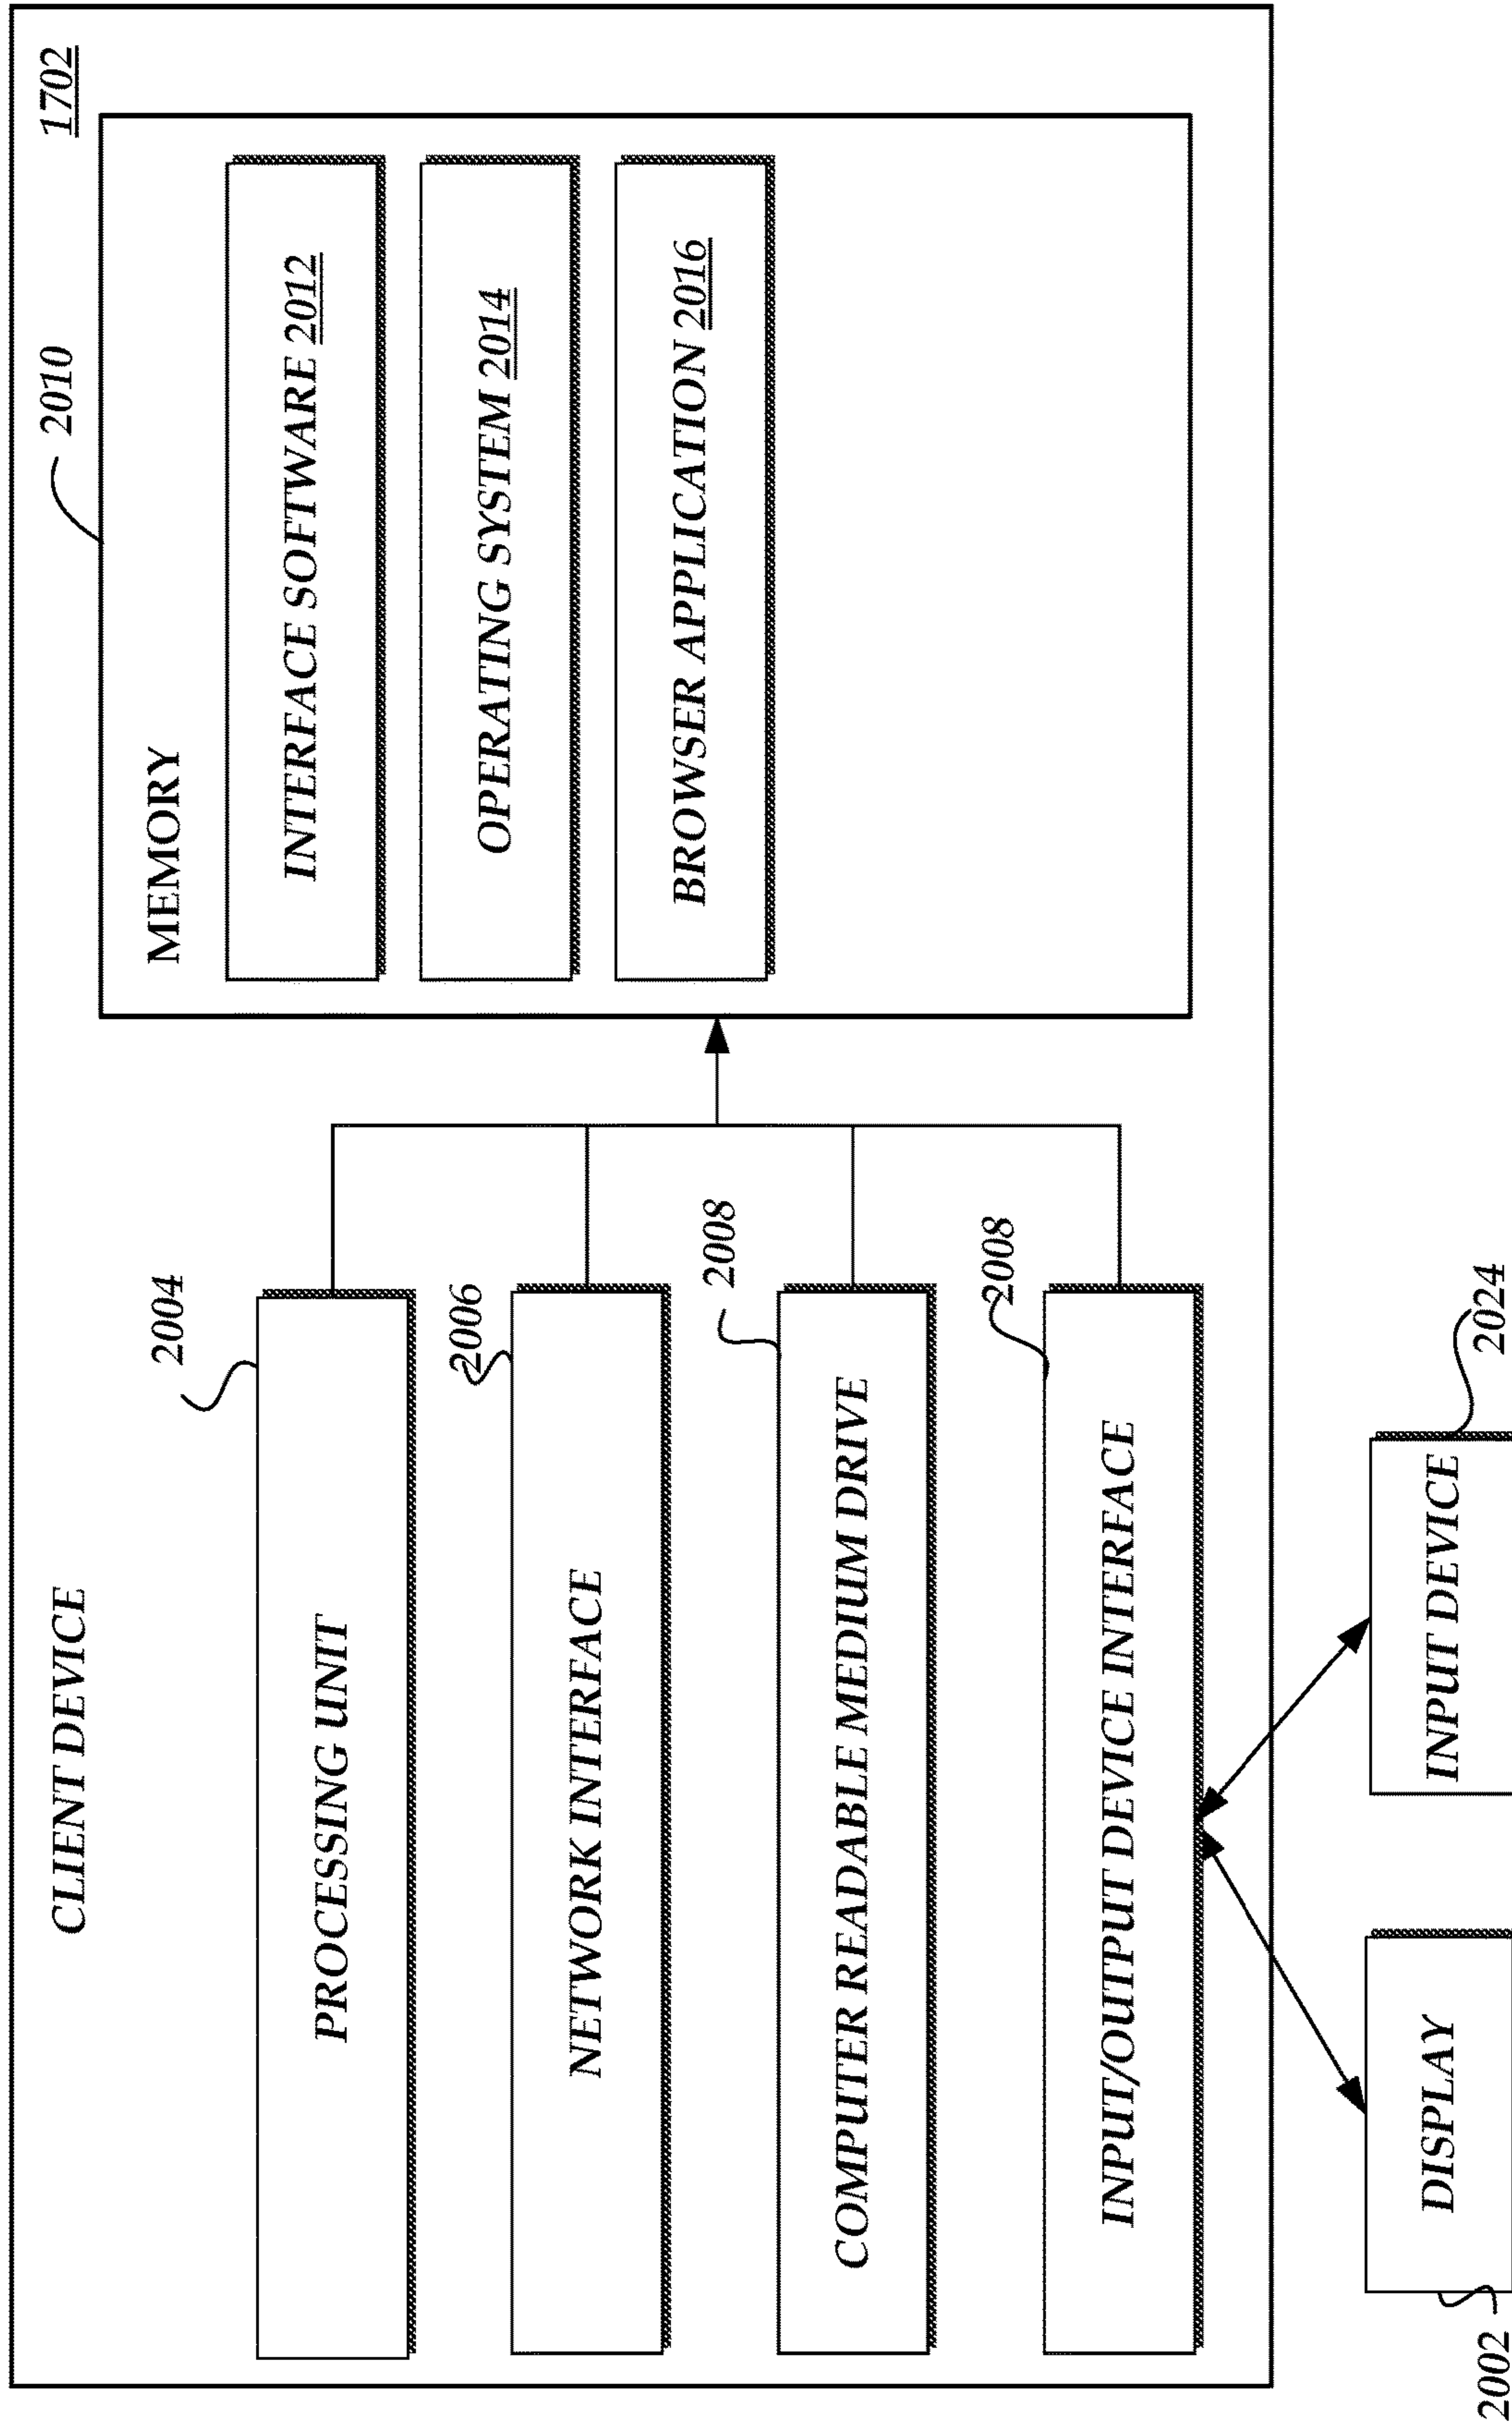 CLIENT DEVICE
1702
2010
MEMORY
INTERFACE SOFTWARE 2012
OPERATING SYSTEM 2014
BROWSER APPLICATION 2016
2004
PROCESSING UNIT
2006
NETWORK INTERFACE
2008
COMPUTER READABLE MEDIUM DRIVE
2008
INPUT/OUTPUT DEVICE INTERFACE
2002
DISPLAY
INPUT DEVICE
2024